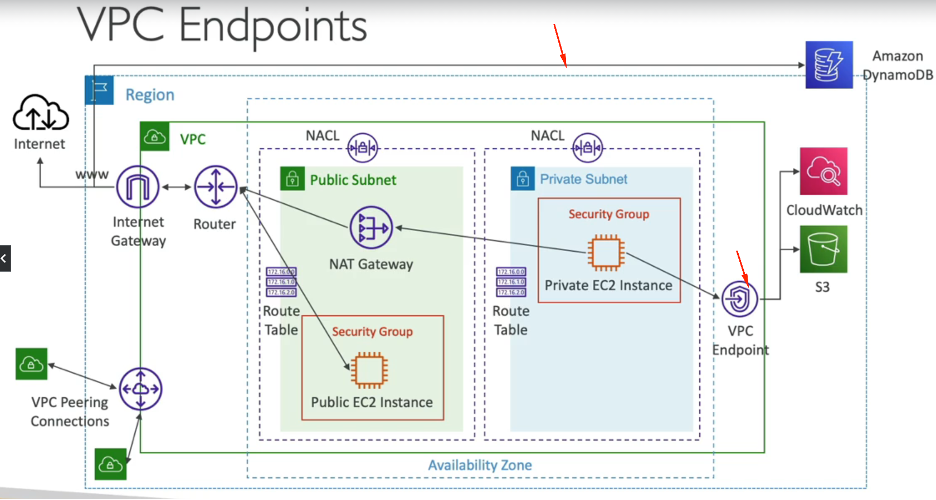 VPC Endpoints
Amazon
DynamoDB
Region
Internet
VPC
NACL
NACL
www
Public Subnet
Private Subnet
Internet
Gateway
Router
NAT Gateway
Security Group
Private EC2 Instance
CloudWatch
S3
172.16.0.0
172.16.1.0
172.16.2.0
Route
Table
172.16.0.0
172.16.1.0
172.16.2.0
Route
Table
Security Group
Public EC2 Instance
VPC
Endpoint
VPC Peering
Connections
Availability Zone